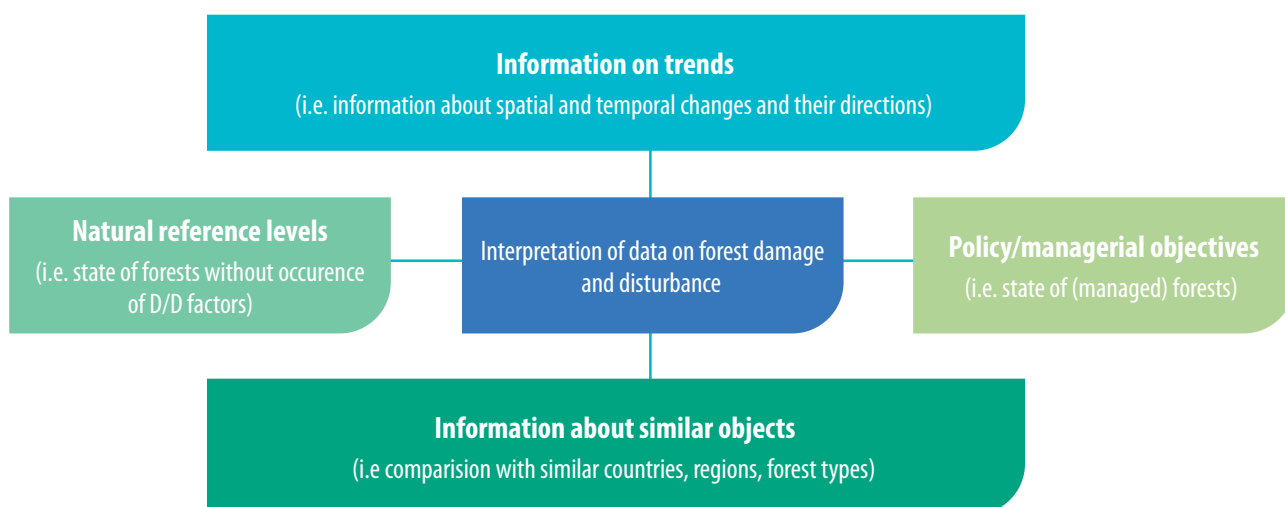 Information on trends
(i.e. information about spatial and temporal changes and their directions)
Natural reference levels
(i.e. state of forests without occurence
of D/D factors)
Interpretation of data on forest damage
and disturbance
Policy/managerial objectives
(i.e. state of (managed) forests)
Information about similar objects
(i.e comparision with similar countries, regions, forest types)